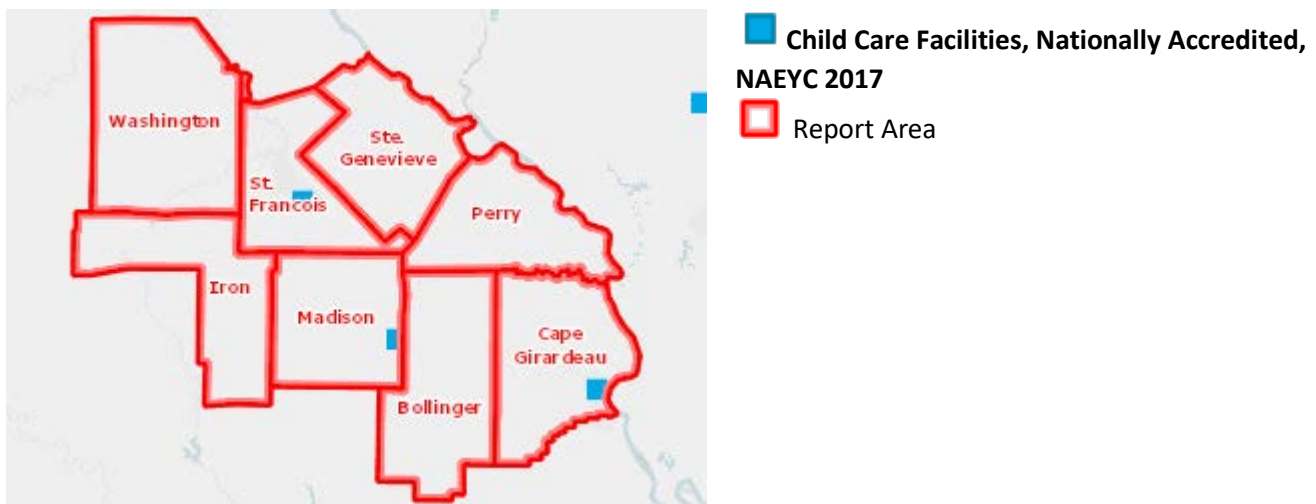 Washington
Ste.
Genevieve
St.
Francois
Perry
Iron
Madison
Cape
Girardeau
Bollinger
Child Care Facilities, Nationally Accredited,
NAEYC 2017
Report Area